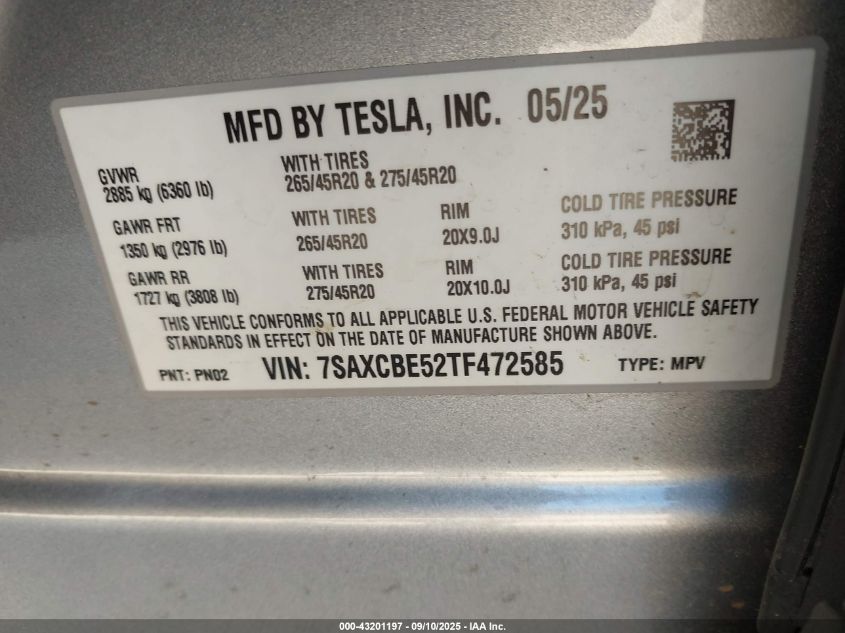 MFD BY TESLA, INC. 05/25
GVWR
2885 kg (6360 lb)
WITH TIRES
265/45R20 & 275/45R20
GAWR FRT
1350 kg (2976 lb)
WITH TIRES
265/45R20
RIM
20X9.0J
COLD TIRE PRESSURE
310 kPa, 45 psi
GAWR RR
1727 kg (3808 lb)
WITH TIRES
275/45R20
RIM
20X10.0J
COLD TIRE PRESSURE
310 kPa, 45 psi
THIS VEHICLE CONFORMS TO ALL APPLICABLE U.S. FEDERAL MOTOR VEHICLE SAFETY
STANDARDS IN EFFECT ON THE DATE OF MANUFACTURE SHOWN ABOVE.
PNT: PN02 VIN: 7SAXCBE52TF472585 TYPE: MPV
000-43201197 - 09/10/2025 - IAA Inc.